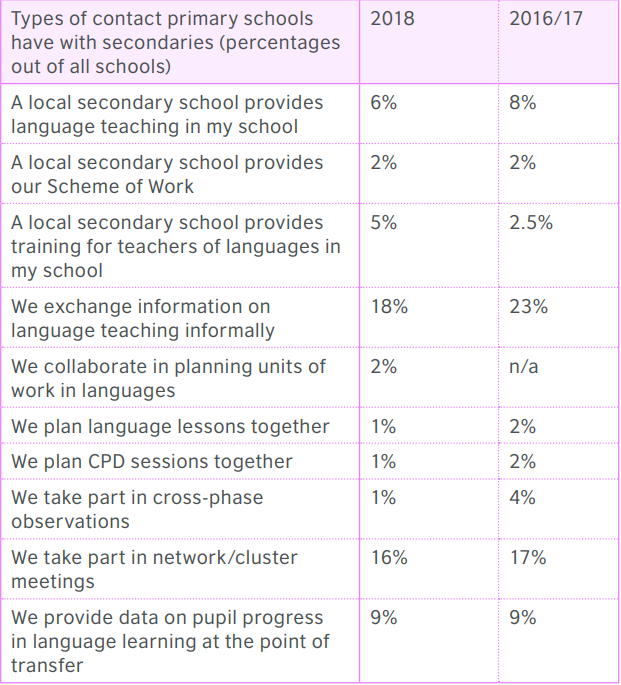 Types of contact primary schools 2018 2016/17
have with secondaries (percentages
out of all schools)
A local secondary school provides 6% 8%
language teaching in my school
A local secondary school provides 2% 2%
our Scheme of Work
A local secondary school provides 5% 2.5%
training for teachers of languages in
my school
We exchange information on 18% 23%
language teaching informally
We collaborate in planning units of 2% n/a
work in languages
We plan language lessons together 1% 2%
We plan CPD sessions together 1% 2%
We take part in cross-phase 1% 4%
observations
We take part in network/cluster 16% 17%
meetings
We provide data on pupil progress 9% 9%
in language learning at the point of
transfer